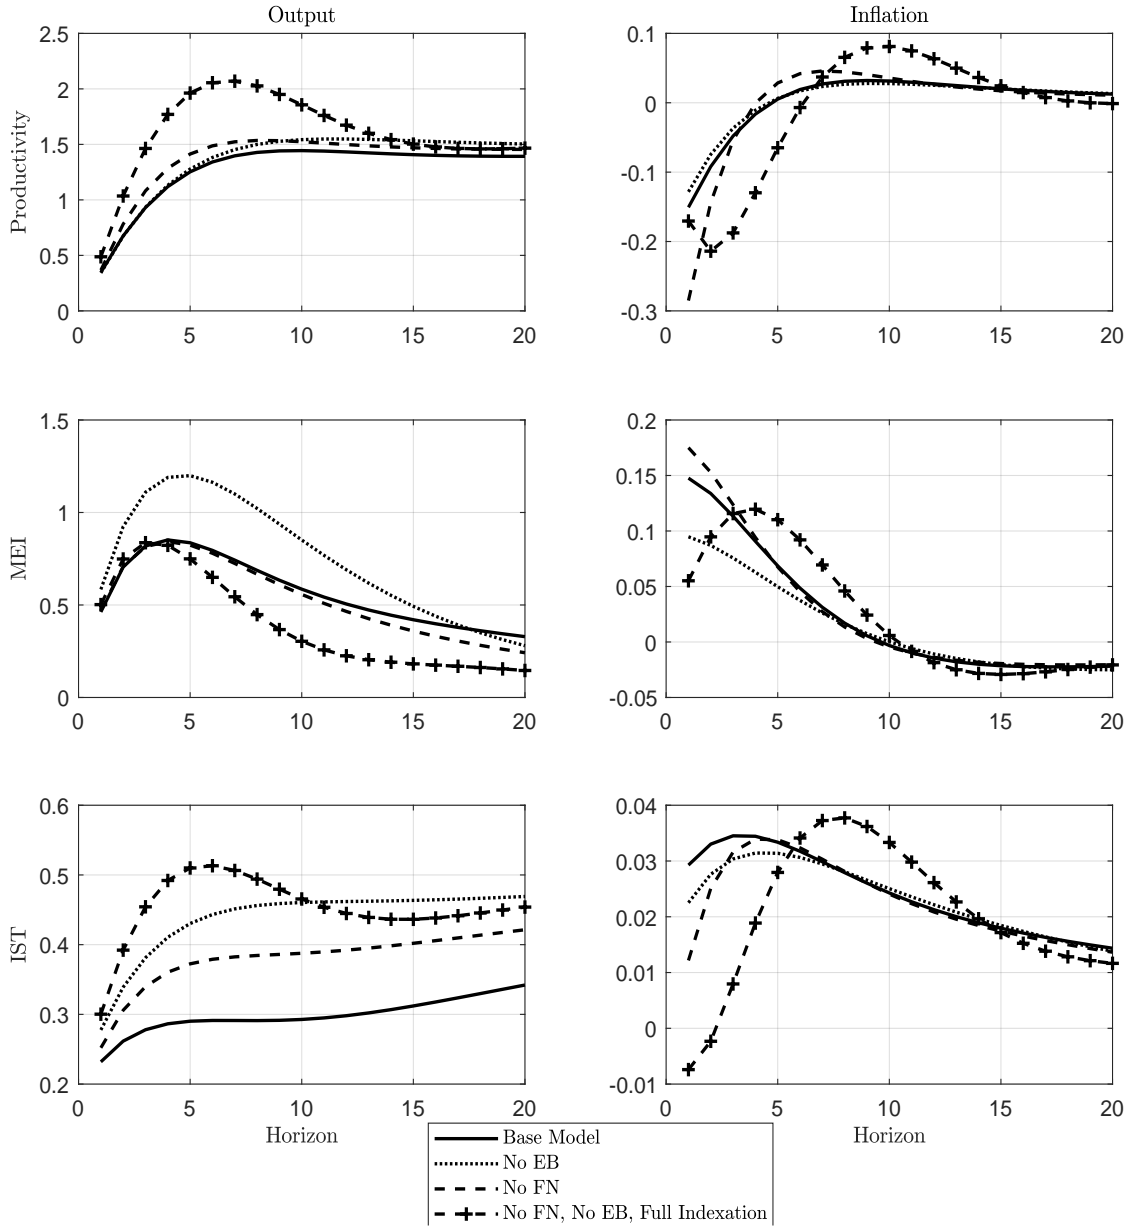 Output
Inflation
Productivity
2.5
2
1.5
1
0.5
0
0 5 10 15 20
0.1
0
-0.1
-0.2
-0.3
0 5 10 15 20
MEI
1.5
1
0.5
0
0 5 10 15 20
0.2
0.15
0.1
0.05
0
-0.05
0 5 10 15 20
IST
0.6
0.5
0.4
0.3
0.2
0 5 10 15 20
Horizon
0.04
0.03
0.02
0.01
0
-0.01
0 5 10 15 20
Horizon
Base Model
No EB
No FN
No FN, No EB, Full Indexation